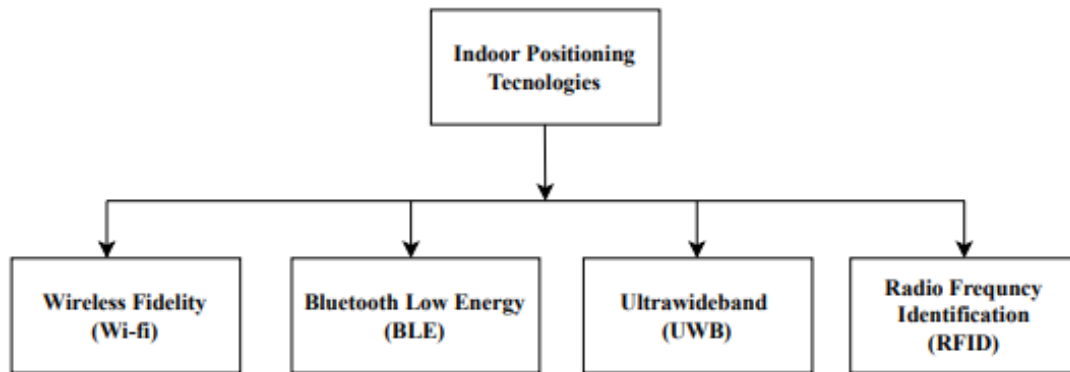 Indoor Positioning
Tecnologies
Wireless Fidelity
(Wi-fi)
Bluetooth Low Energy
(BLE)
Ultrawideband
(UWB)
Radio Frequncy
Identification
(RFID)